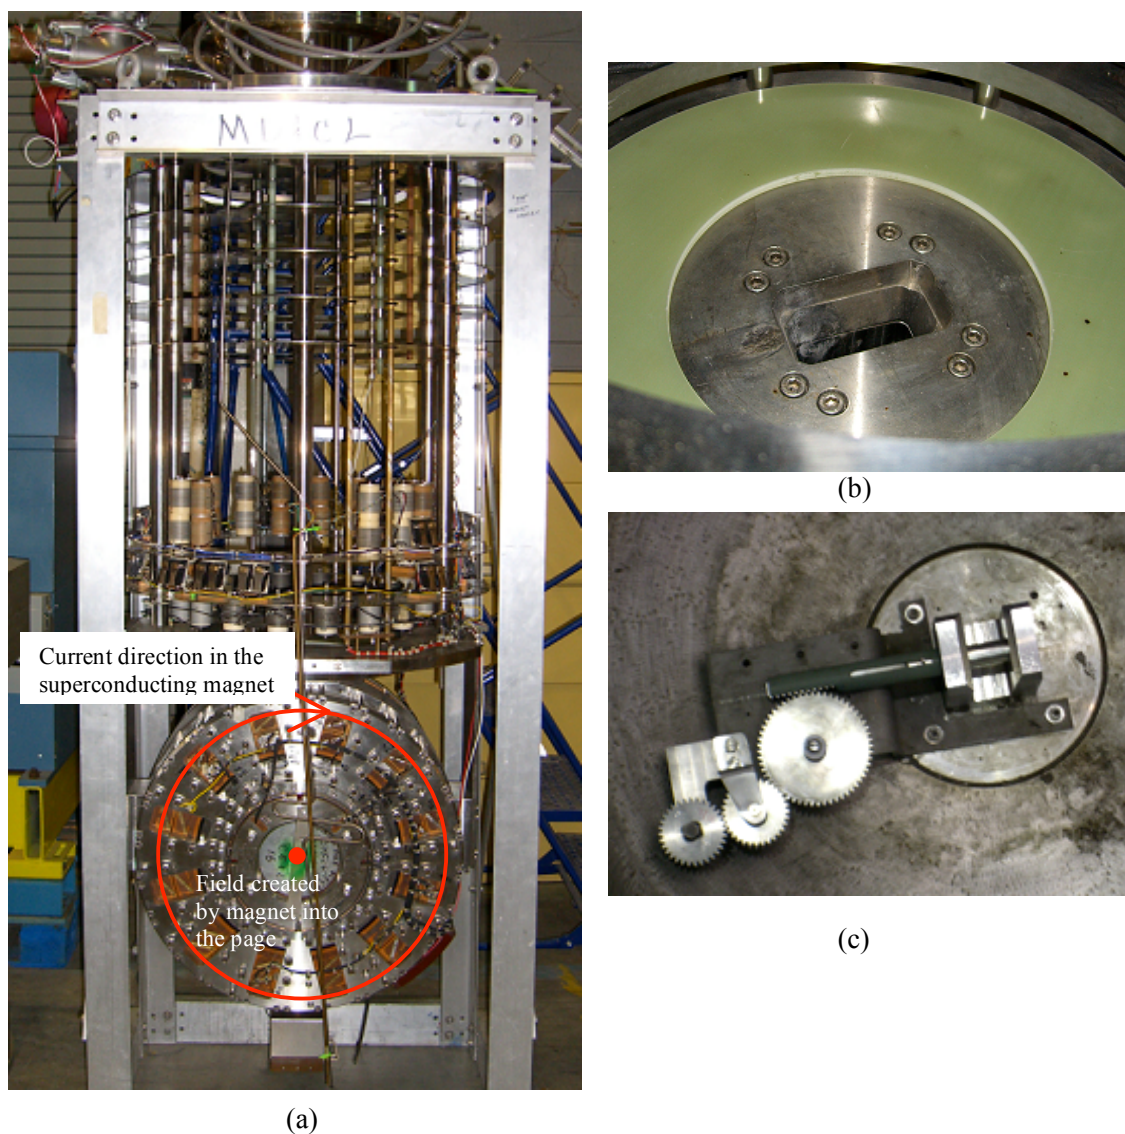 Current direction in the
superconducting magnet
Field created
by magnet into
the page
(a)
(b)
(c)